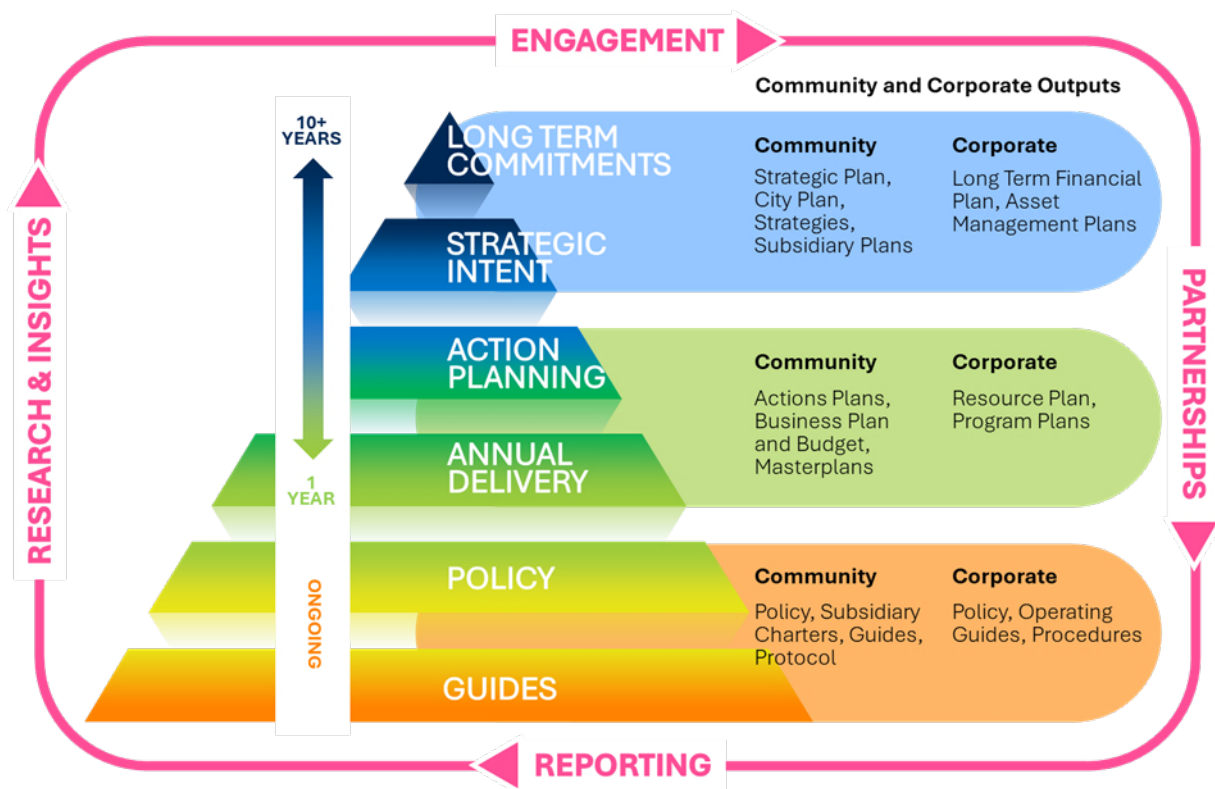 ENGAGEMENT
Community and Corporate Outputs
10+
YEARS
LONG TERM
COMMITMENTS
Community
Strategic Plan,
City Plan,
Strategies,
Subsidiary Plans
Corporate
Long Term Financial
Plan, Asset
Management Plans
STRATEGIC
INTENT
RESEARCH & INSIGHTS
PARTNERSHIPS
ACTION
PLANNING
Community
Actions Plans,
Business Plan
and Budget,
Masterplans
Corporate
Resource Plan,
Program Plans
ANNUAL
DELIVERY
1
YEAR
ONGOING
POLICY
Community
Policy, Subsidiary
Charters, Guides,
Protocol
Corporate
Policy, Operating
Guides, Procedures
GUIDES
REPORTING